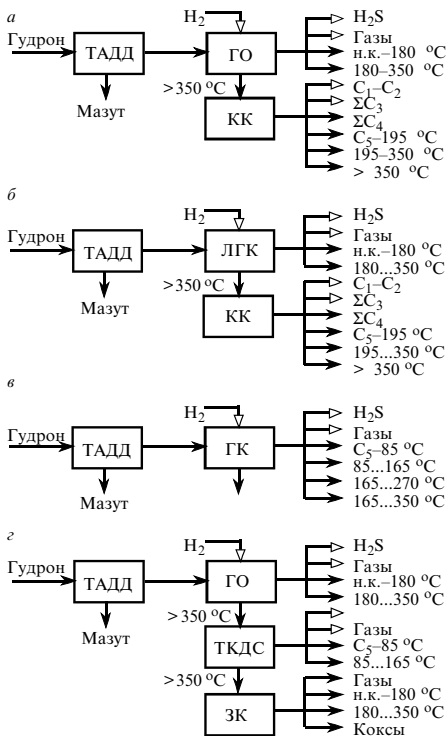 а
H₂
Гудрон
ТАДД
ГО
Мазут
>350 °C
КК
H₂S
Газы
н.к.–180 °C
180–350 °C
C₁–C₂
ΣC₃
ΣC₄
C₅–195 °C
195–350 °C
> 350 °C
б
H₂
Гудрон
ТАДД
ЛГК
Мазут
>350 °C
КК
H₂S
Газы
н.к.–180 °C
180...350 °C
C₁–C₂
ΣC₃
ΣC₄
C₅–195 °C
195...350 °C
> 350 °C
в
H₂
Гудрон
ТАДД
ГК
Мазут
H₂S
Газы
C₅–85 °C
85...165 °C
165...270 °C
165...350 °C
г
H₂
Гудрон
ТАДД
ГО
Мазут
>350 °C
ТКДС
>350 °C
ЗК
H₂S
Газы
н.к.–180 °C
180...350 °C
Газы
C₅–85 °C
85...165 °C
Газы
н.к.–180 °C
180...350 °C
Коксы